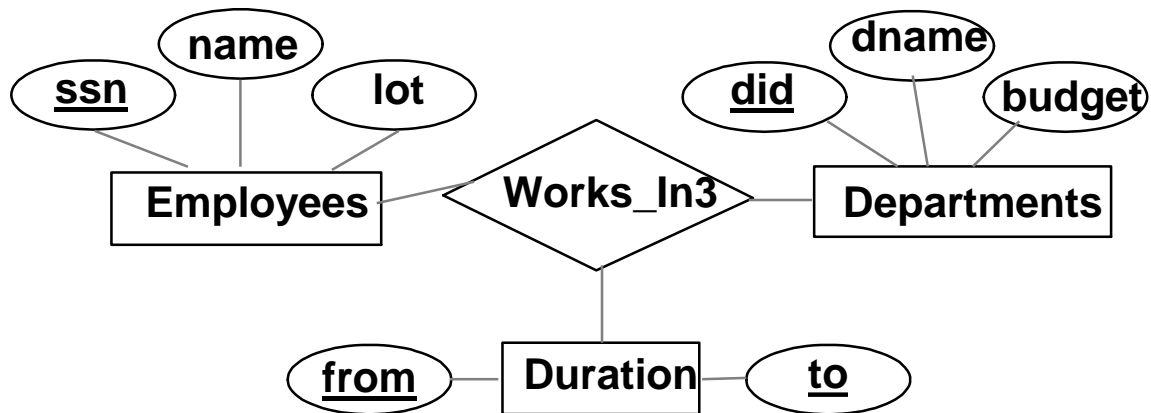 name
ssn
lot
dname
did
budget
Employees
Works_In3
Departments
from
Duration
to